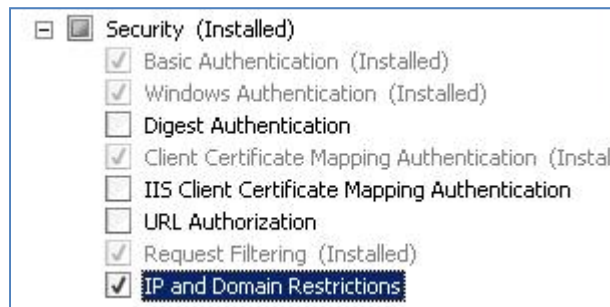 Security (Installed)
Basic Authentication (Installed)
Windows Authentication (Installed)
Digest Authentication
Client Certificate Mapping Authentication (Instal
IIS Client Certificate Mapping Authentication
URL Authorization
Request Filtering (Installed)
IP and Domain Restrictions